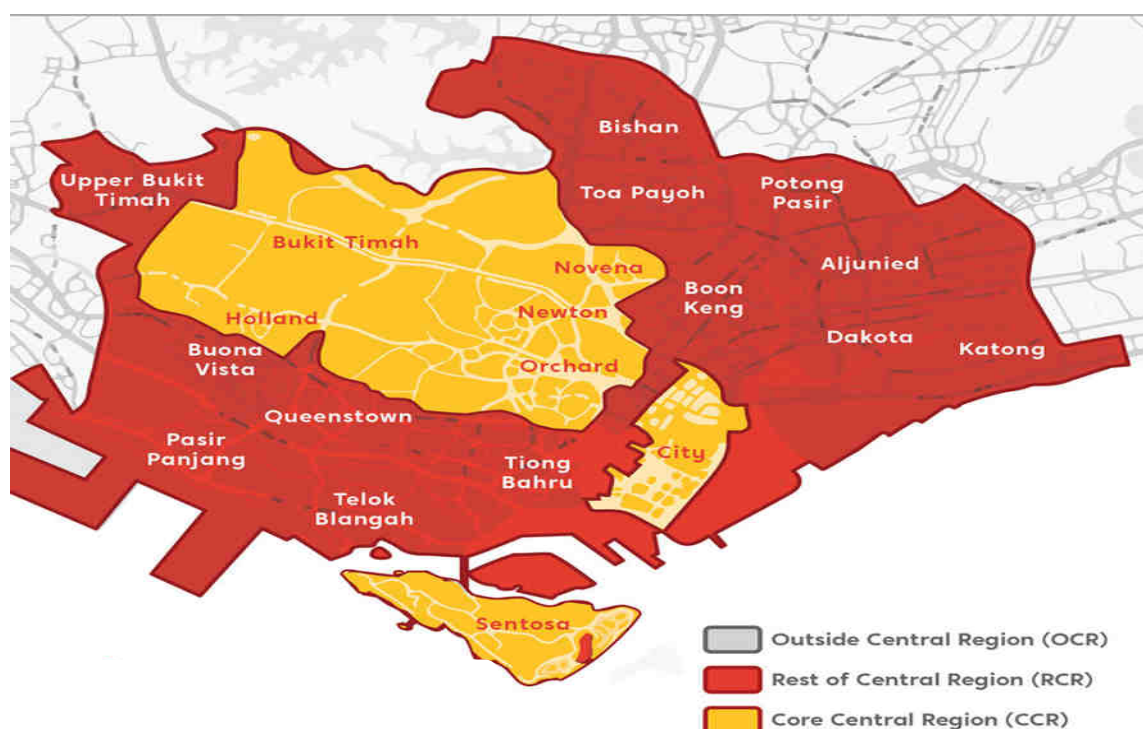 Bishan
Upper Bukit
Timah
Toa Payoh
Potong
Pasir
Bukit Timah
Novena
Aljunied
Boon
Keng
Holland
Newton
Dakota
Katong
Buona
Vista
Orchard
Queenstown
Pasir
Panjang
Tiong
Bahru
City
Telok
Blangah
Sentosa
Outside Central Region (OCR)
Rest of Central Region (RCR)
Core Central Region (CCR)